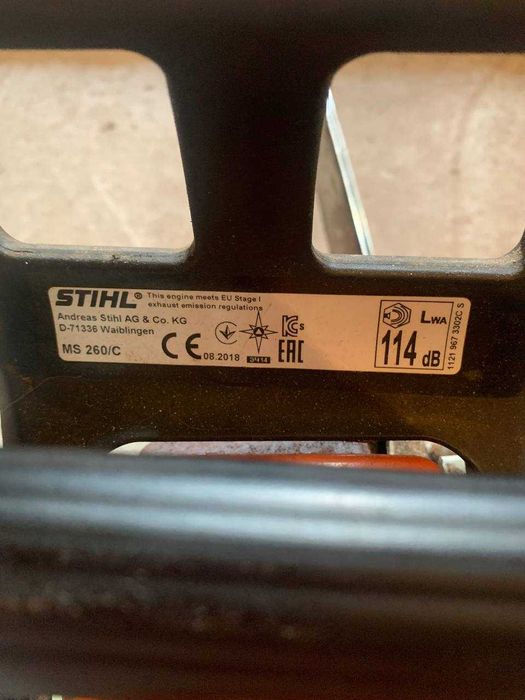 STIHL® This engine meets EU Stage I
exhaust emission regulations
Andreas Stihl AG & Co. KG
D-71336 Waiblingen
MS 260/C
CE 08.2018
EAC
LWA
114 dB
1121 967 3302C S